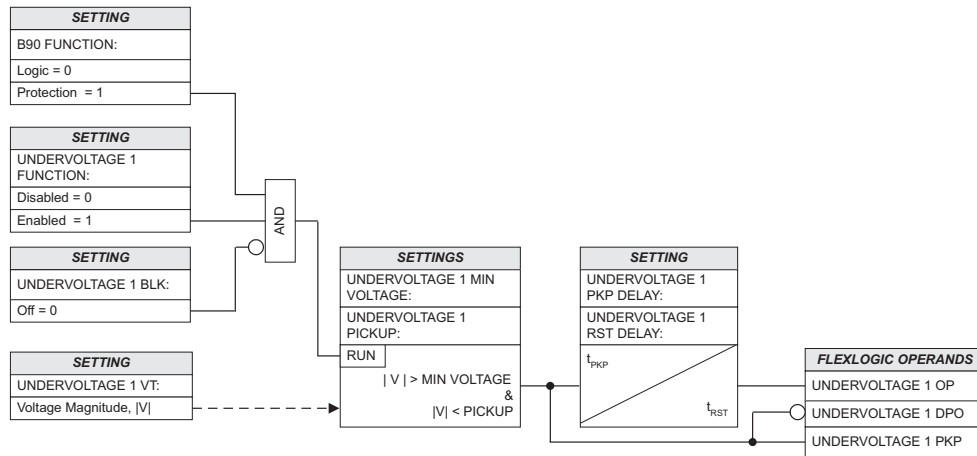 SETTING
B90 FUNCTION:
Logic = 0
Protection = 1
SETTING
UNDERVOLTAGE 1
FUNCTION:
Disabled = 0
Enabled = 1
SETTING
UNDERVOLTAGE 1 BLK:
Off = 0
SETTING
UNDERVOLTAGE 1 VT:
Voltage Magnitude, |V|
AND
SETTINGS
UNDERVOLTAGE 1 MIN
VOLTAGE:
UNDERVOLTAGE 1
PICKUP:
RUN
| V | > MIN VOLTAGE
&
|V| < PICKUP
SETTING
UNDERVOLTAGE 1
PKP DELAY:
UNDERVOLTAGE 1
RST DELAY:
tPKP
tRST
FLEXLOGIC OPERANDS
UNDERVOLTAGE 1 OP
UNDERVOLTAGE 1 DPO
UNDERVOLTAGE 1 PKP